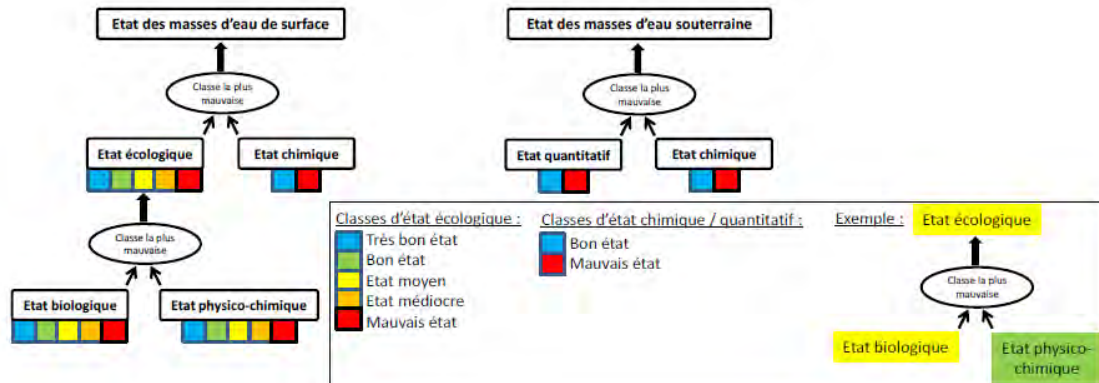 Etat des masses d'eau de surface
Classe la plus
mauvaise
Etat écologique
Etat chimique
Classe la plus
mauvaise
Etat biologique
Etat physico-chimique
Etat des masses d'eau souterraine
Classe la plus
mauvaise
Etat quantitatif
Etat chimique
Classes d'état écologique :
Très bon état
Bon état
Etat moyen
Etat médiocre
Mauvais état
Classes d'état chimique / quantitatif :
Bon état
Mauvais état
Exemple :
Etat écologique
Classe la plus
mauvaise
Etat biologique
Etat physico-
chimique